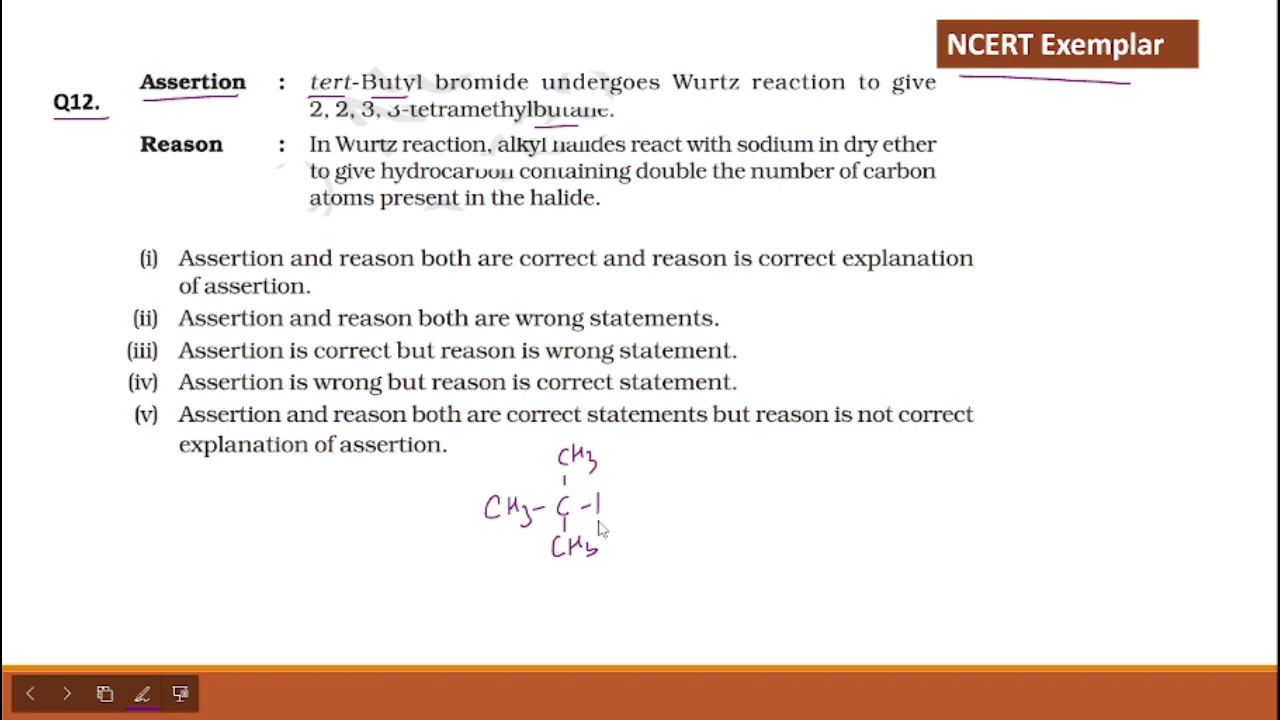 NCERT Exemplar
Assertion : tert-Butyl bromide undergoes Wurtz reaction to give
Q12.
2, 2, 3, 3-tetramethylbutane.
Reason : In Wurtz reaction, alkyl halides react with sodium in dry ether
to give hydrocarbon containing double the number of carbon
atoms present in the halide.
(i) Assertion and reason both are correct and reason is correct explanation
of assertion.
(ii) Assertion and reason both are wrong statements.
(iii) Assertion is correct but reason is wrong statement.
(iv) Assertion is wrong but reason is correct statement.
(v) Assertion and reason both are correct statements but reason is not correct
explanation of assertion.
CH3
CH3- C -
CH3